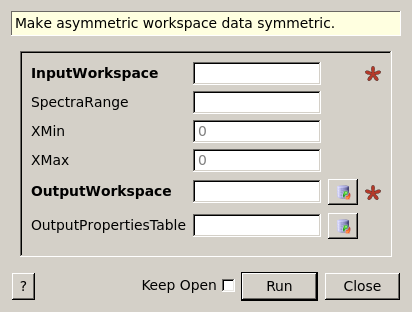 Make asymmetric workspace data symmetric.
InputWorkspace
SpectraRange
XMin 0
XMax 0
OutputWorkspace
OutputPropertiesTable
? Keep Open Run Close